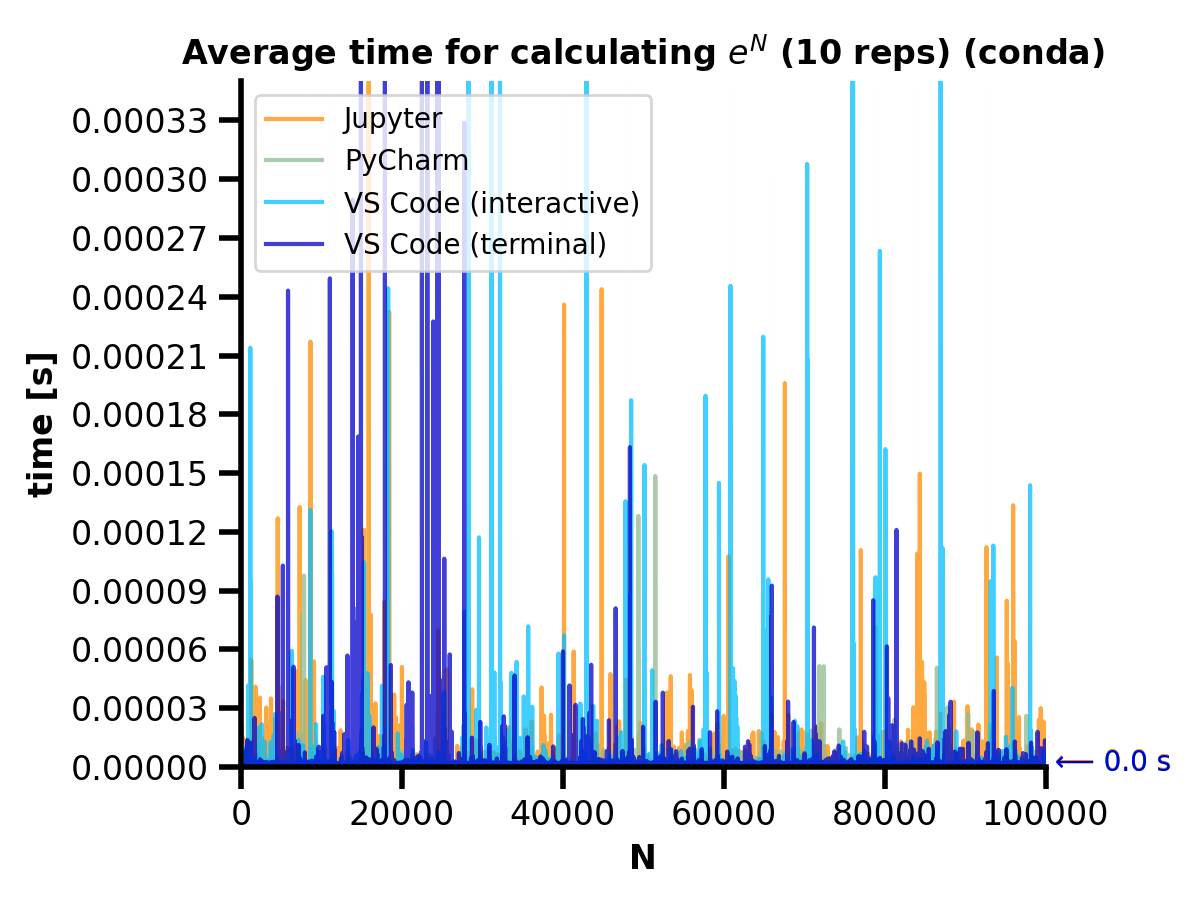 Average time for calculating e^N (10 reps) (conda)
0.00033
0.00030
0.00027
0.00024
0.00021
0.00018
0.00015
0.00012
0.00009
0.00006
0.00003
0.00000
time [s]
Jupyter
PyCharm
VS Code (interactive)
VS Code (terminal)
← 0.0 s
0 20000 40000 60000 80000 100000
N